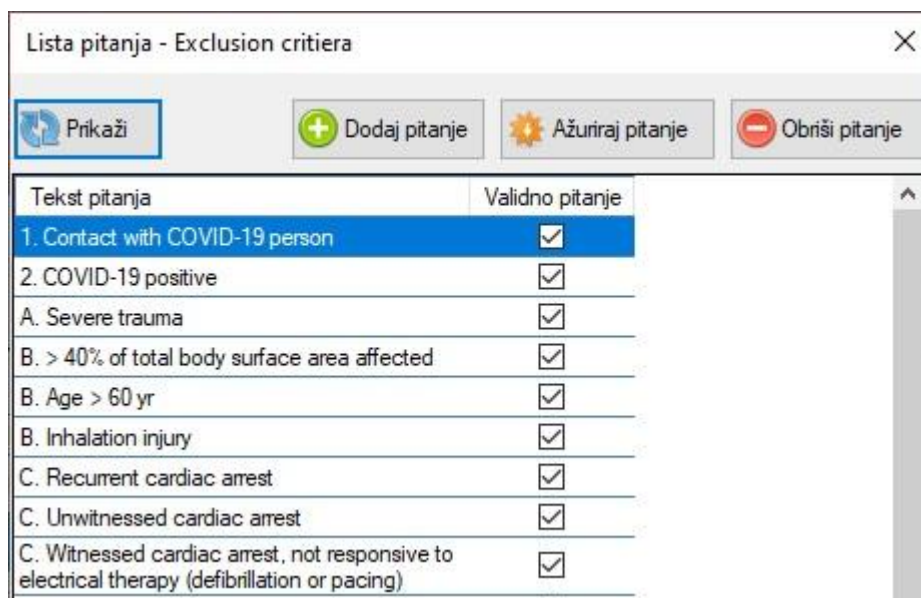 Lista pitanja - Exclusion critiera
Prikaži
Dodaj pitanje
Ažuriraj pitanje
Obriši pitanje
Tekst pitanja Validno pitanje
1. Contact with COVID-19 person
2. COVID-19 positive
A. Severe trauma
B. > 40% of total body surface area affected
B. Age > 60 yr
B. Inhalation injury
C. Recurrent cardiac arrest
C. Unwitnessed cardiac arrest
C. Witnessed cardiac arrest, not responsive to
electrical therapy (defibrillation or pacing)